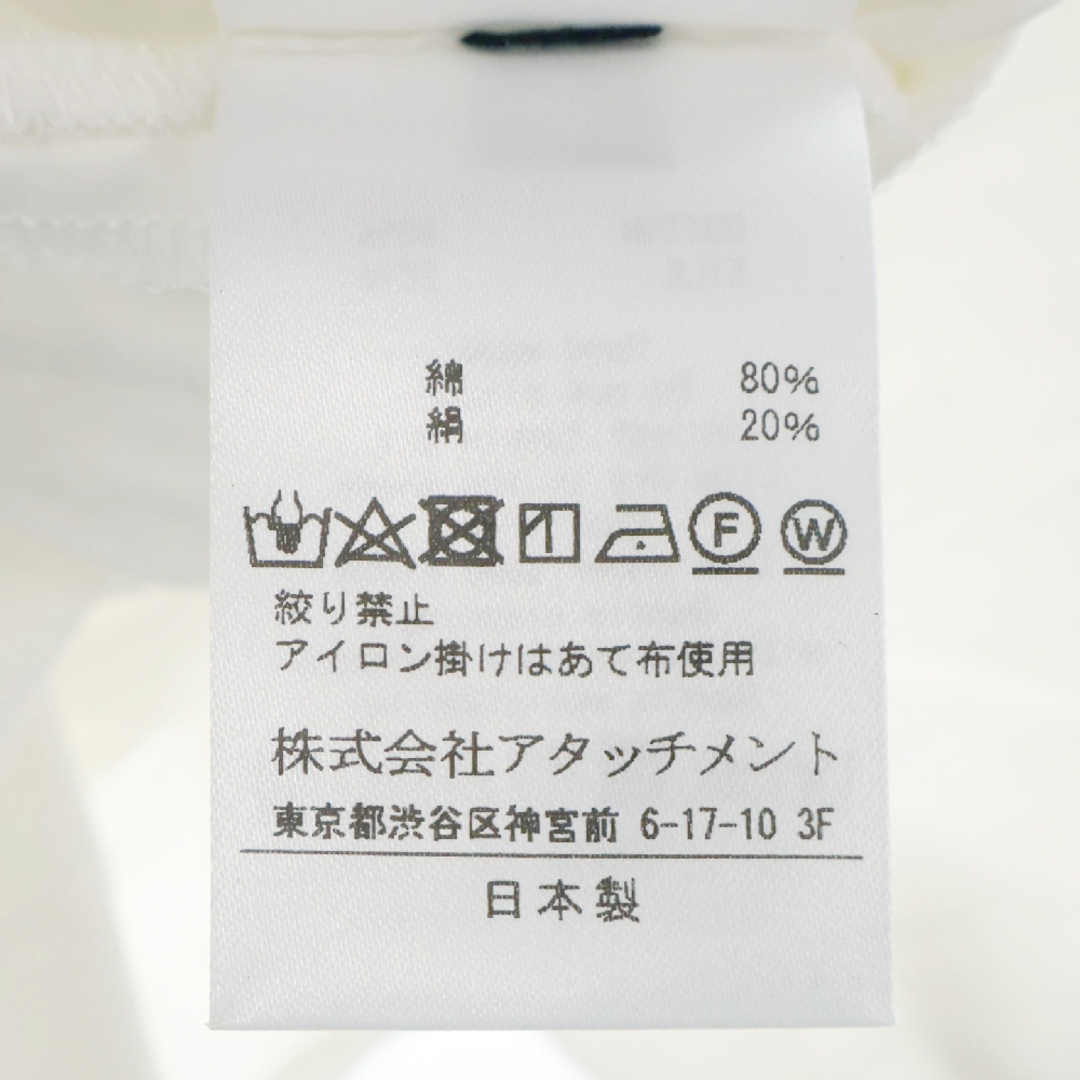 綿 80%
絹 20%
F W
絞り禁止
アイロン掛けはあて布使用
株式会社アタッチメント
東京都渋谷区神宮前 6-17-10 3F
日本製